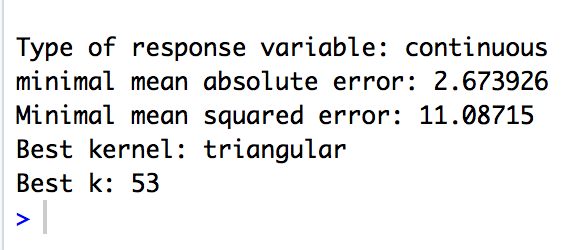 Type of response variable: continuous
minimal mean absolute error: 2.673926
Minimal mean squared error: 11.08715
Best kernel: triangular
Best k: 53
>